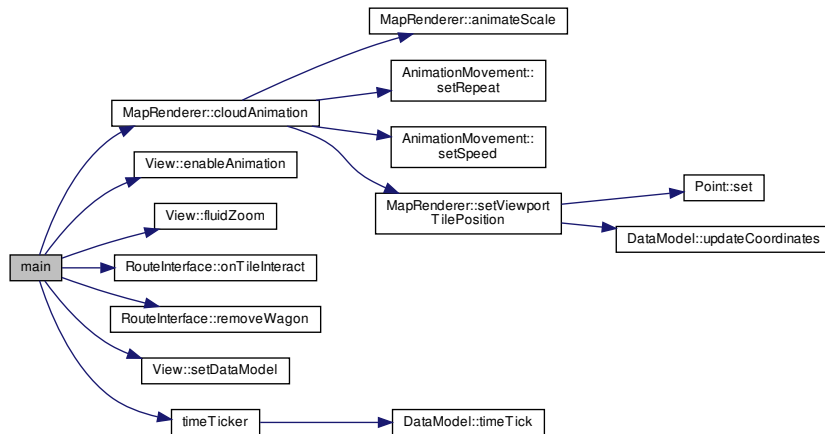 MapRenderer::animateScale
AnimationMovement::
setRepeat
MapRenderer::cloudAnimation
AnimationMovement::
setSpeed
View::enableAnimation
Point::set
MapRenderer::setViewport
TilePosition
View::fluidZoom
DataModel::updateCoordinates
main
RouteInterface::onTileInteract
RouteInterface::removeWagon
View::setDataModel
timeTicker
DataModel::timeTick